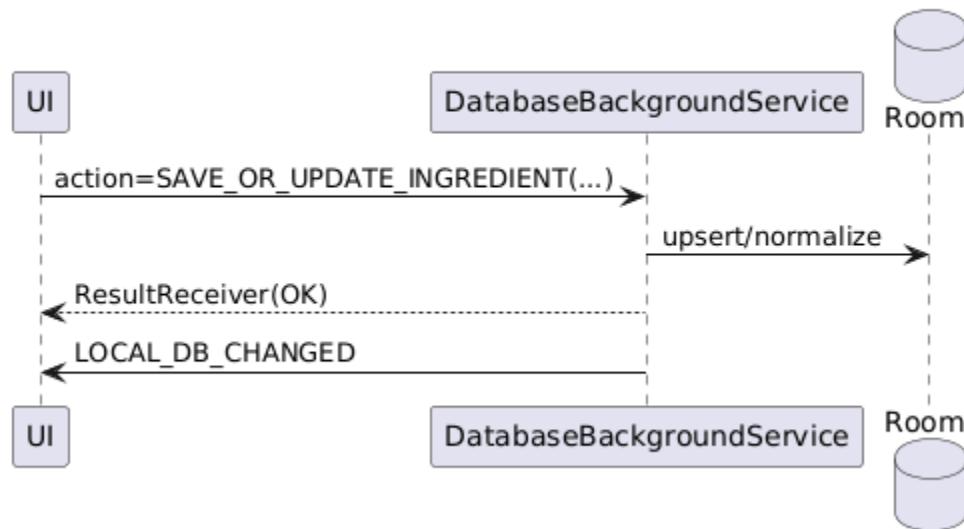 UI
DatabaseBackgroundService
Room
action=SAVE_OR_UPDATE_INGREDIENT(...)
upsert/normalize
ResultReceiver(OK)
LOCAL_DB_CHANGED
UI
DatabaseBackgroundService
Room